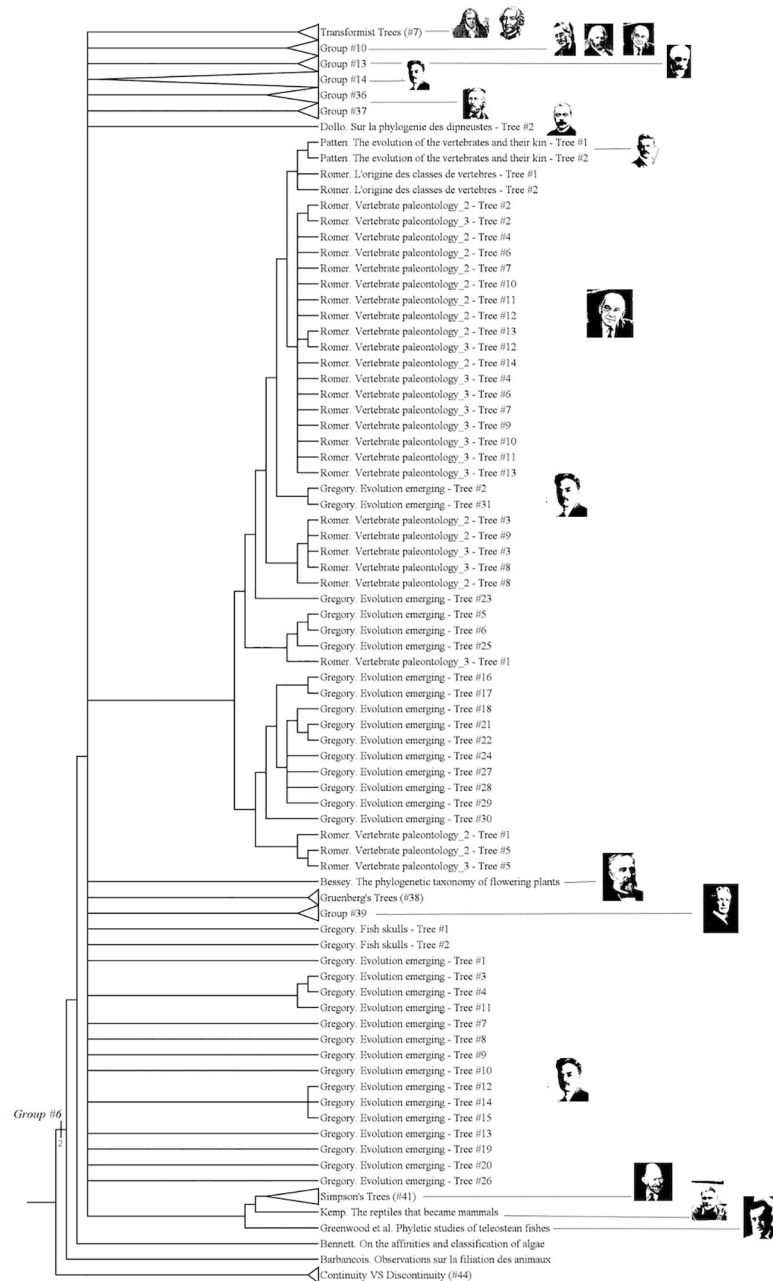 Transformist Trees (#7)
Group #10
Group #13
Group #14
Group #36
Group #37
Dollo. Sur la phylogenie des dipneustes - Tree #2
Patten. The evolution of the vertebrates and their kin - Tree #1
Patten. The evolution of the vertebrates and their kin - Tree #2
Romer. L'origine des classes de vertebres - Tree #1
Romer. L'origine des classes de vertebres - Tree #2
Romer. Vertebrate paleontology_2 - Tree #2
Romer. Vertebrate paleontology_3 - Tree #2
Romer. Vertebrate paleontology_2 - Tree #4
Romer. Vertebrate paleontology_2 - Tree #6
Romer. Vertebrate paleontology_2 - Tree #7
Romer. Vertebrate paleontology_2 - Tree #10
Romer. Vertebrate paleontology_2 - Tree #11
Romer. Vertebrate paleontology_2 - Tree #12
Romer. Vertebrate paleontology_2 - Tree #13
Romer. Vertebrate paleontology_3 - Tree #12
Romer. Vertebrate paleontology_2 - Tree #14
Romer. Vertebrate paleontology_3 - Tree #4
Romer. Vertebrate paleontology_3 - Tree #6
Romer. Vertebrate paleontology_3 - Tree #7
Romer. Vertebrate paleontology_3 - Tree #9
Romer. Vertebrate paleontology_3 - Tree #10
Romer. Vertebrate paleontology_3 - Tree #11
Romer. Vertebrate paleontology_3 - Tree #13
Gregory. Evolution emerging - Tree #2
Gregory. Evolution emerging - Tree #31
Romer. Vertebrate paleontology_2 - Tree #3
Romer. Vertebrate paleontology_2 - Tree #9
Romer. Vertebrate paleontology_3 - Tree #3
Romer. Vertebrate paleontology_3 - Tree #8
Romer. Vertebrate paleontology_2 - Tree #8
Gregory. Evolution emerging - Tree #23
Gregory. Evolution emerging - Tree #5
Gregory. Evolution emerging - Tree #6
Gregory. Evolution emerging - Tree #25
Romer. Vertebrate paleontology_3 - Tree #1
Gregory. Evolution emerging - Tree #16
Gregory. Evolution emerging - Tree #17
Gregory. Evolution emerging - Tree #18
Gregory. Evolution emerging - Tree #21
Gregory. Evolution emerging - Tree #22
Gregory. Evolution emerging - Tree #24
Gregory. Evolution emerging - Tree #27
Gregory. Evolution emerging - Tree #28
Gregory. Evolution emerging - Tree #29
Gregory. Evolution emerging - Tree #30
Romer. Vertebrate paleontology_2 - Tree #1
Romer. Vertebrate paleontology_2 - Tree #5
Romer. Vertebrate paleontology_3 - Tree #5
Bessey. The phylogenetic taxonomy of flowering plants
Gruenberg's Trees (#38)
Group #39
Gregory. Fish skulls - Tree #1
Gregory. Fish skulls - Tree #2
Gregory. Evolution emerging - Tree #1
Gregory. Evolution emerging - Tree #3
Gregory. Evolution emerging - Tree #4
Gregory. Evolution emerging - Tree #11
Gregory. Evolution emerging - Tree #7
Gregory. Evolution emerging - Tree #8
Gregory. Evolution emerging - Tree #9
Gregory. Evolution emerging - Tree #10
Gregory. Evolution emerging - Tree #12
Gregory. Evolution emerging - Tree #14
Group #6
Gregory. Evolution emerging - Tree #15
Gregory. Evolution emerging - Tree #13
2
Gregory. Evolution emerging - Tree #19
Gregory. Evolution emerging - Tree #20
Gregory. Evolution emerging - Tree #26
Simpson's Trees (#41)
Kemp. The reptiles that became mammals
Greenwood et al. Phyletic studies of teleostean fishes
Bennett. On the affinities and classification of algae
Barbancois. Observations sur la filiation des animaux
Continuity VS Discontinuity (#44)